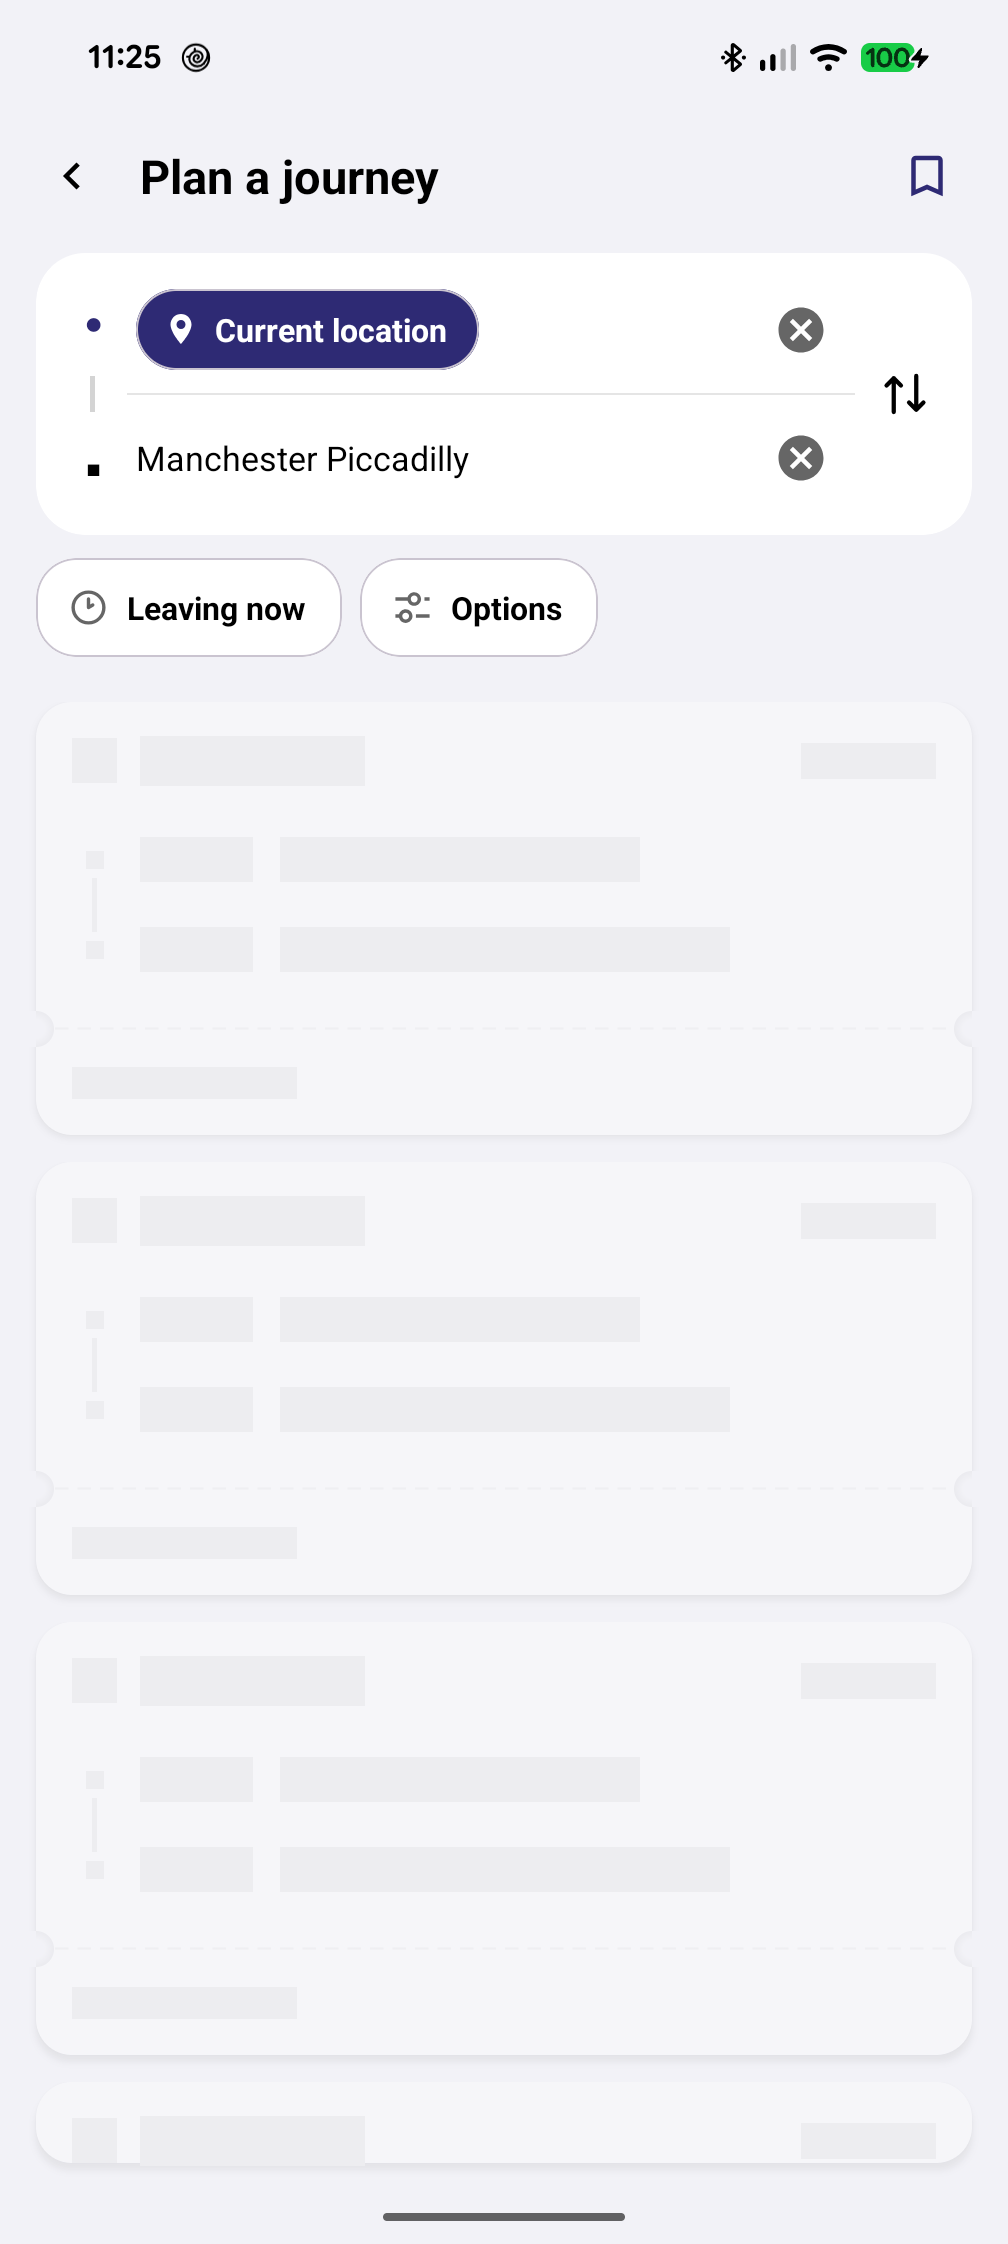 11:25
100
Plan a journey
Current location
Manchester Piccadilly
Leaving now
Options